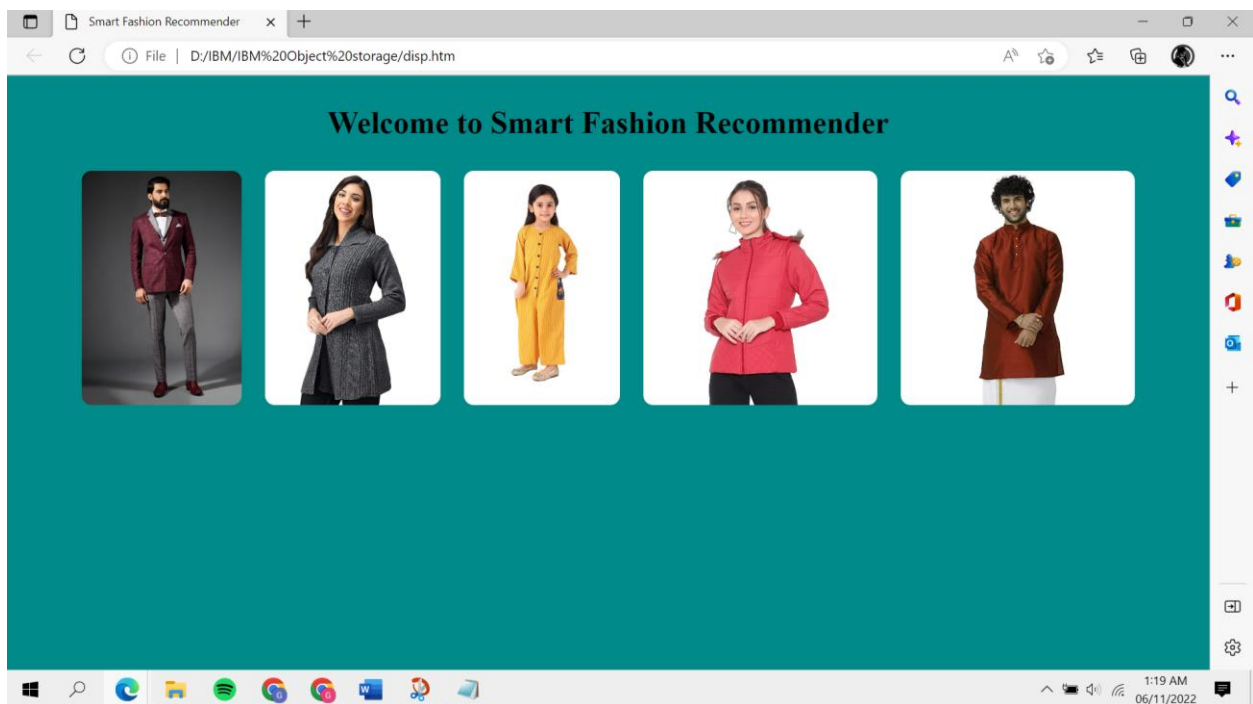 Smart Fashion Recommender
File | D:/IBM/IBM%20Object%20storage/disp.htm
Welcome to Smart Fashion Recommender
1:19 AM
06/11/2022